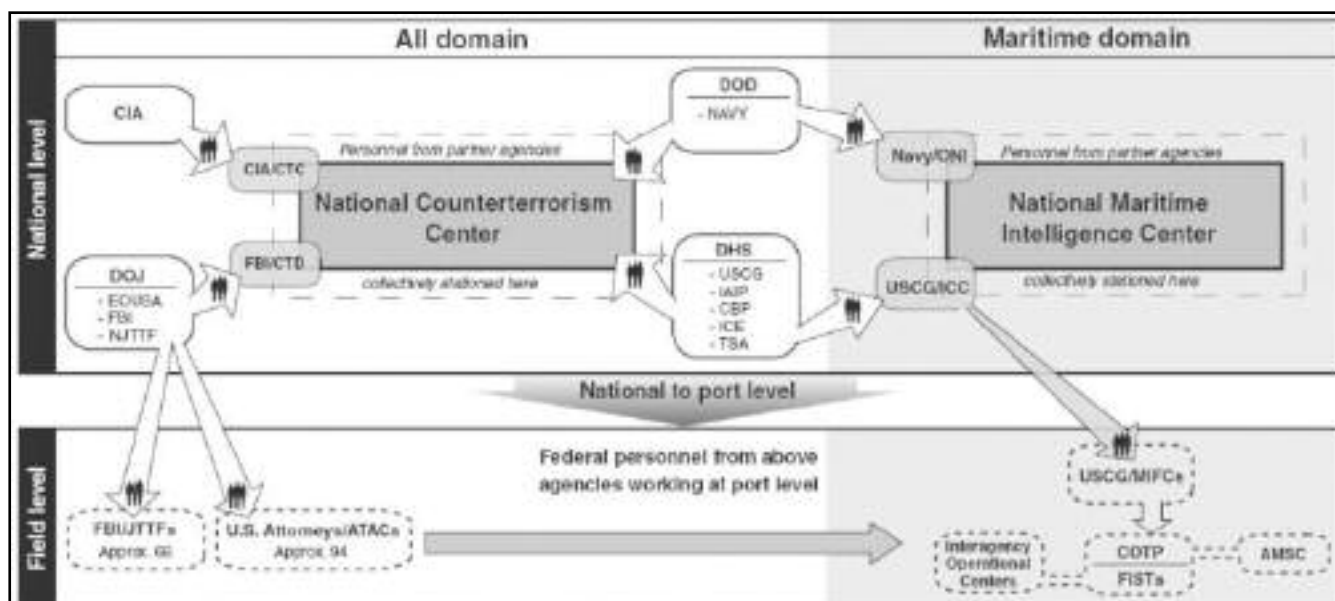 All domain
Maritime domain
National level
CIA
DOD
- NAVY
CIA/CTC
Personnel from partner agencies
National Counterterrorism
Center
FBI/CTD
collectively stationed here
DOJ
- EOUSA
- FBI
- NJTTF
DHS
- USCG
- IAIP
- CBP
- ICE
- TSA
Navy/ONI
Personnel from partner agencies
National Maritime
Intelligence Center
USCG/ICC
collectively stationed here
National to port level
Field level
Federal personnel from above
agencies working at port level
FBI/JTTFs
Approx. 66
U.S. Attorneys/ATACs
Approx. 94
USCG/MIFCs
Interagency
Operational
Centers
COTP
FISTs
AMSC